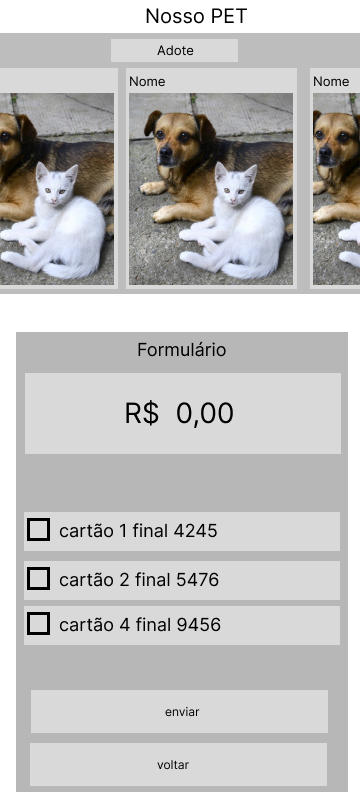 Nosso PET
Adote
Nome
Nome
Formulário
R$ 0,00
cartão 1 final 4245
cartão 2 final 5476
cartão 4 final 9456
enviar
voltar